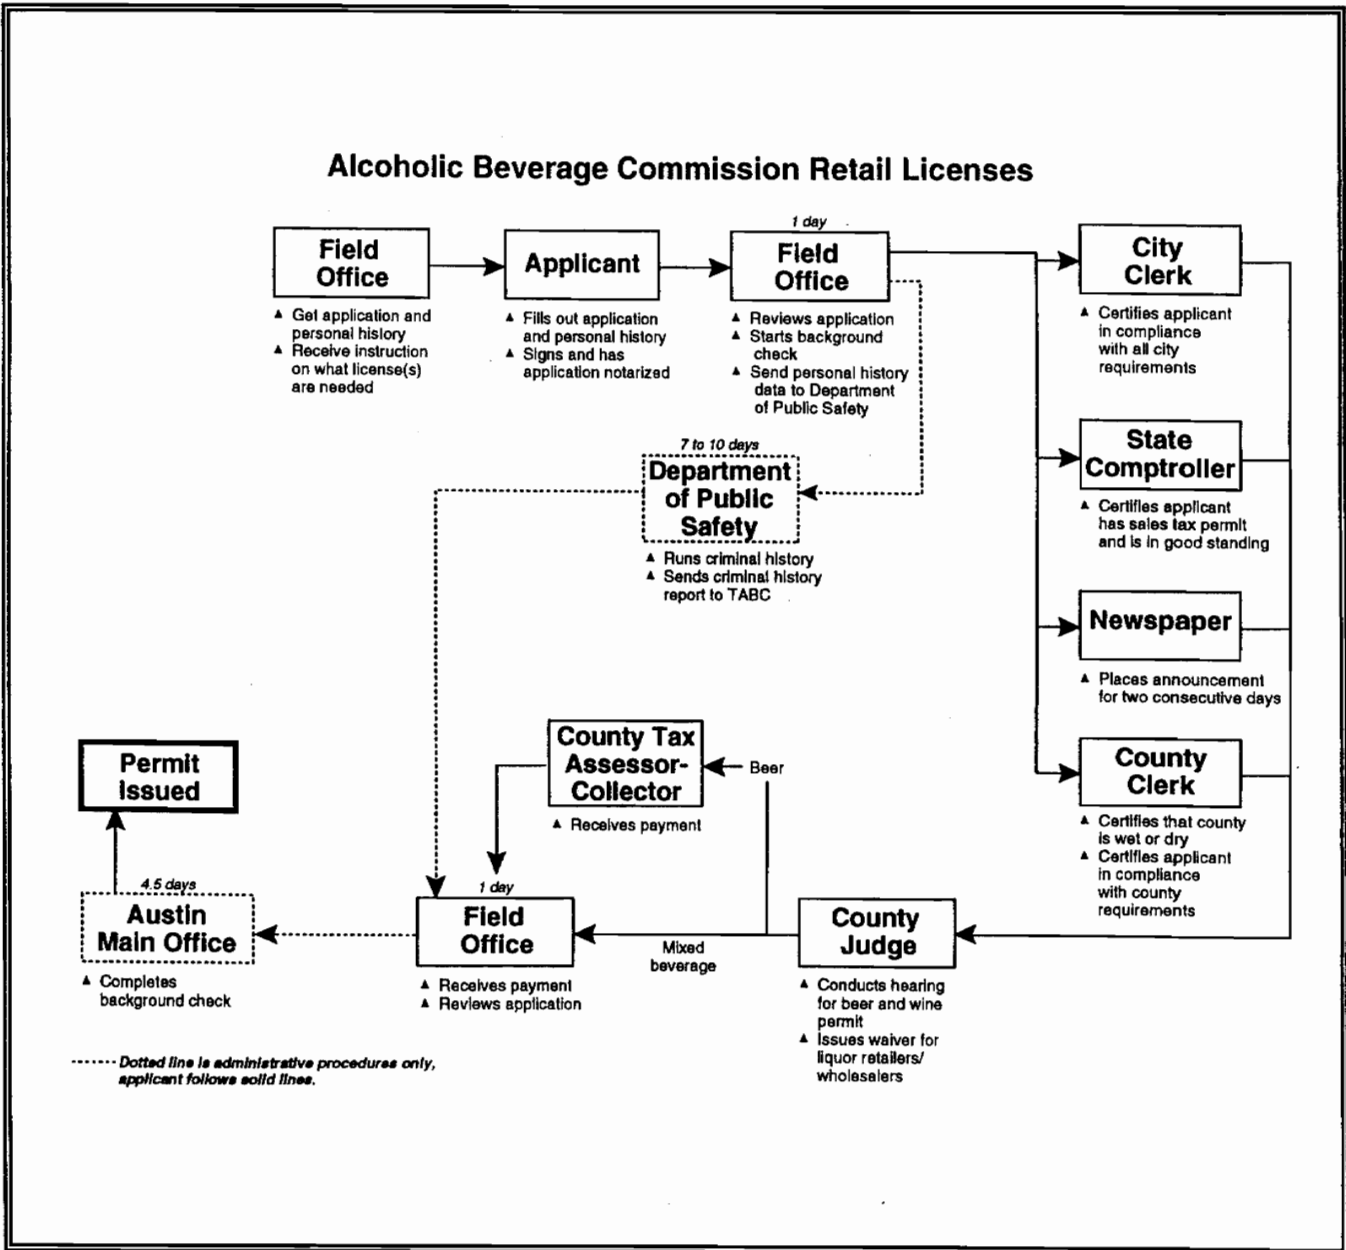 Alcoholic Beverage Commission Retail Licenses
Field
Office
▲ Get application and
personal history
▲ Receive instruction
on what license(s)
are needed
Applicant
▲ Fills out application
and personal history
▲ Signs and has
application notarized
1 day
Field
Office
▲ Reviews application
▲ Starts background
check
▲ Send personal history
data to Department
of Public Safety
City
Clerk
▲ Certifies applicant
in compliance
with all city
requirements
State
Comptroller
▲ Certifies applicant
has sales tax permit
and is in good standing
Newspaper
▲ Places announcement
for two consecutive days
County
Clerk
▲ Certifies that county
is wet or dry
▲ Certifies applicant
in compliance
with county
requirements
7 to 10 days
Department
of Public
Safety
▲ Runs criminal history
▲ Sends criminal history
report to TABC
County Tax
Assessor-
Collector
▲ Receives payment
Beer
Permit
Issued
4.5 days
Austin
Main Office
▲ Completes
background check
1 day
Field
Office
▲ Receives payment
▲ Reviews application
Mixed
beverage
County
Judge
▲ Conducts hearing
for beer and wine
permit
▲ Issues waiver for
liquor retailers/
wholesalers
Dotted line is administrative procedures only,
applicant follows solid lines.